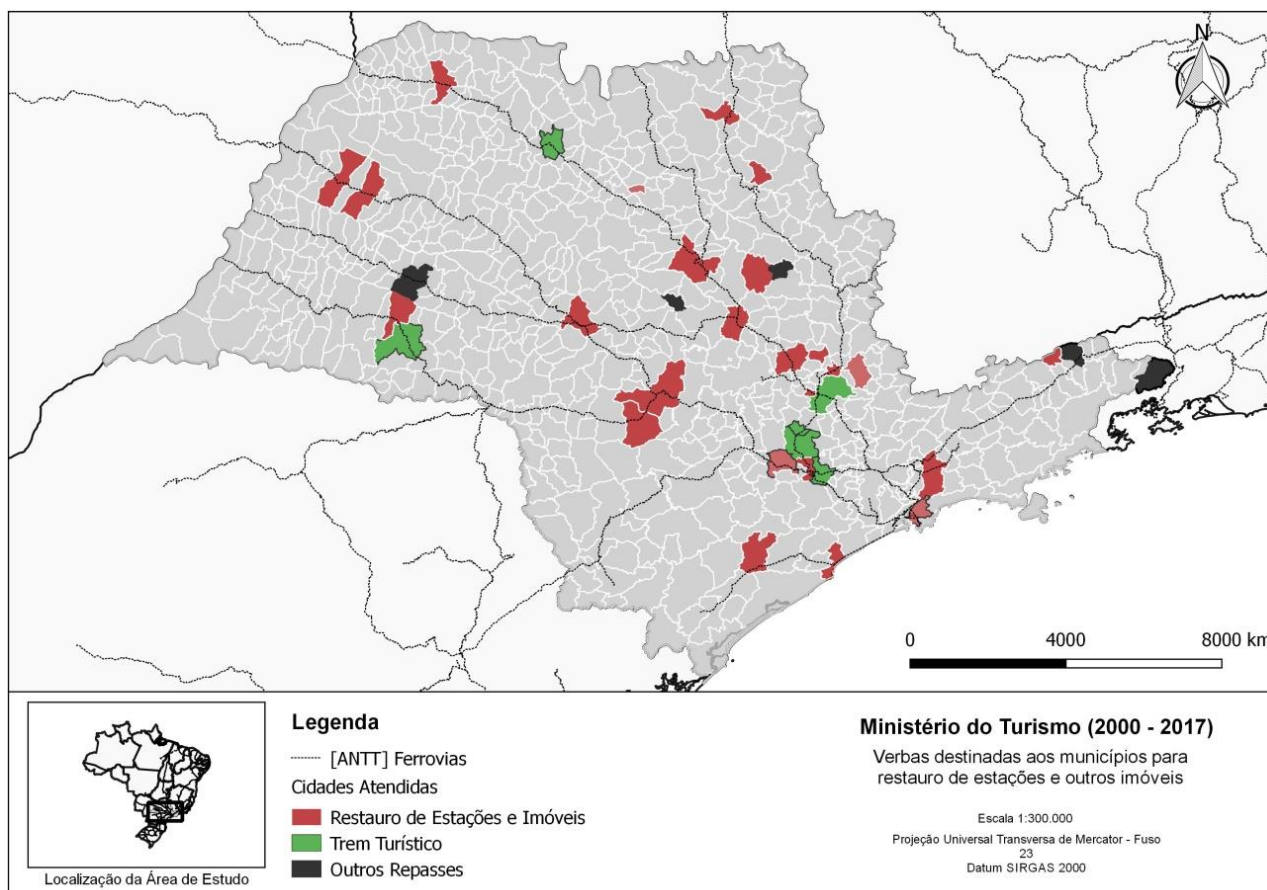 N
0 4000 8000 km
Localização da Área de Estudo
Legenda
[ANTT] Ferrovias
Cidades Atendidas
Restauro de Estações e Imóveis
Trem Turístico
Outros Repasses
Ministério do Turismo (2000 - 2017)
Verbas destinadas aos municípios para
restauro de estações e outros imóveis
Escala 1:300.000
Projeção Universal Transversa de Mercator - Fuso
23
Datum SIRGAS 2000